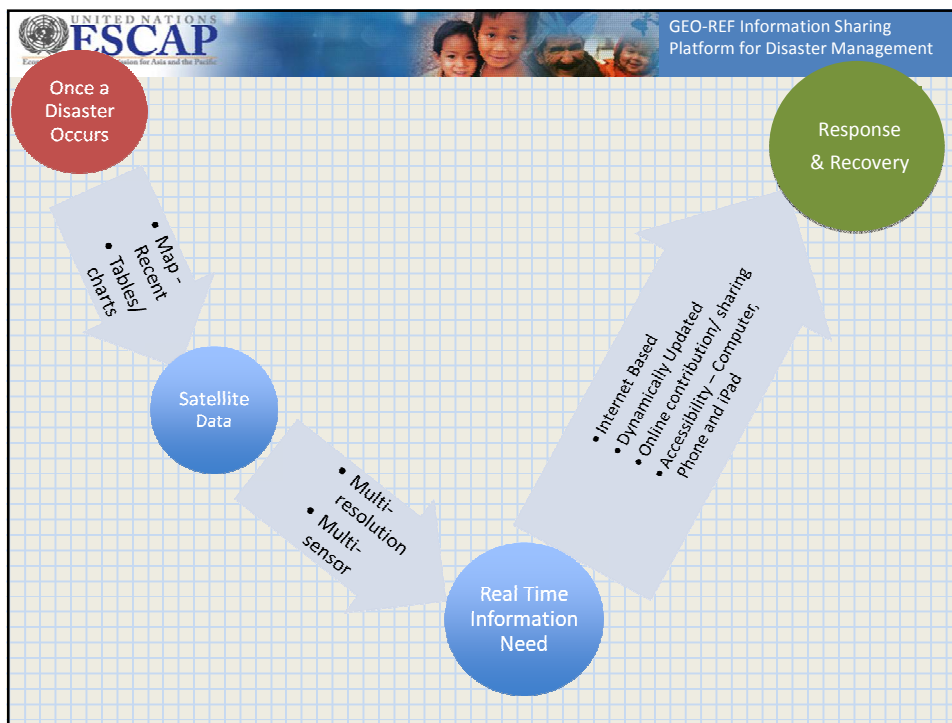 UNITED NATIONS
ESCAP
GEO-REF Information Sharing
Platform for Disaster Management
Once a
Disaster
Occurs
• Map -
Recent
• Tables/
charts
Satellite
Data
• Multi-
resolution
• Multi-
sensor
Real Time
Information
Need
• Internet Based
• Dynamically Updated
• Online contribution/ sharing
• Accessibility – Computer,
Phone and iPad
Response
& Recovery